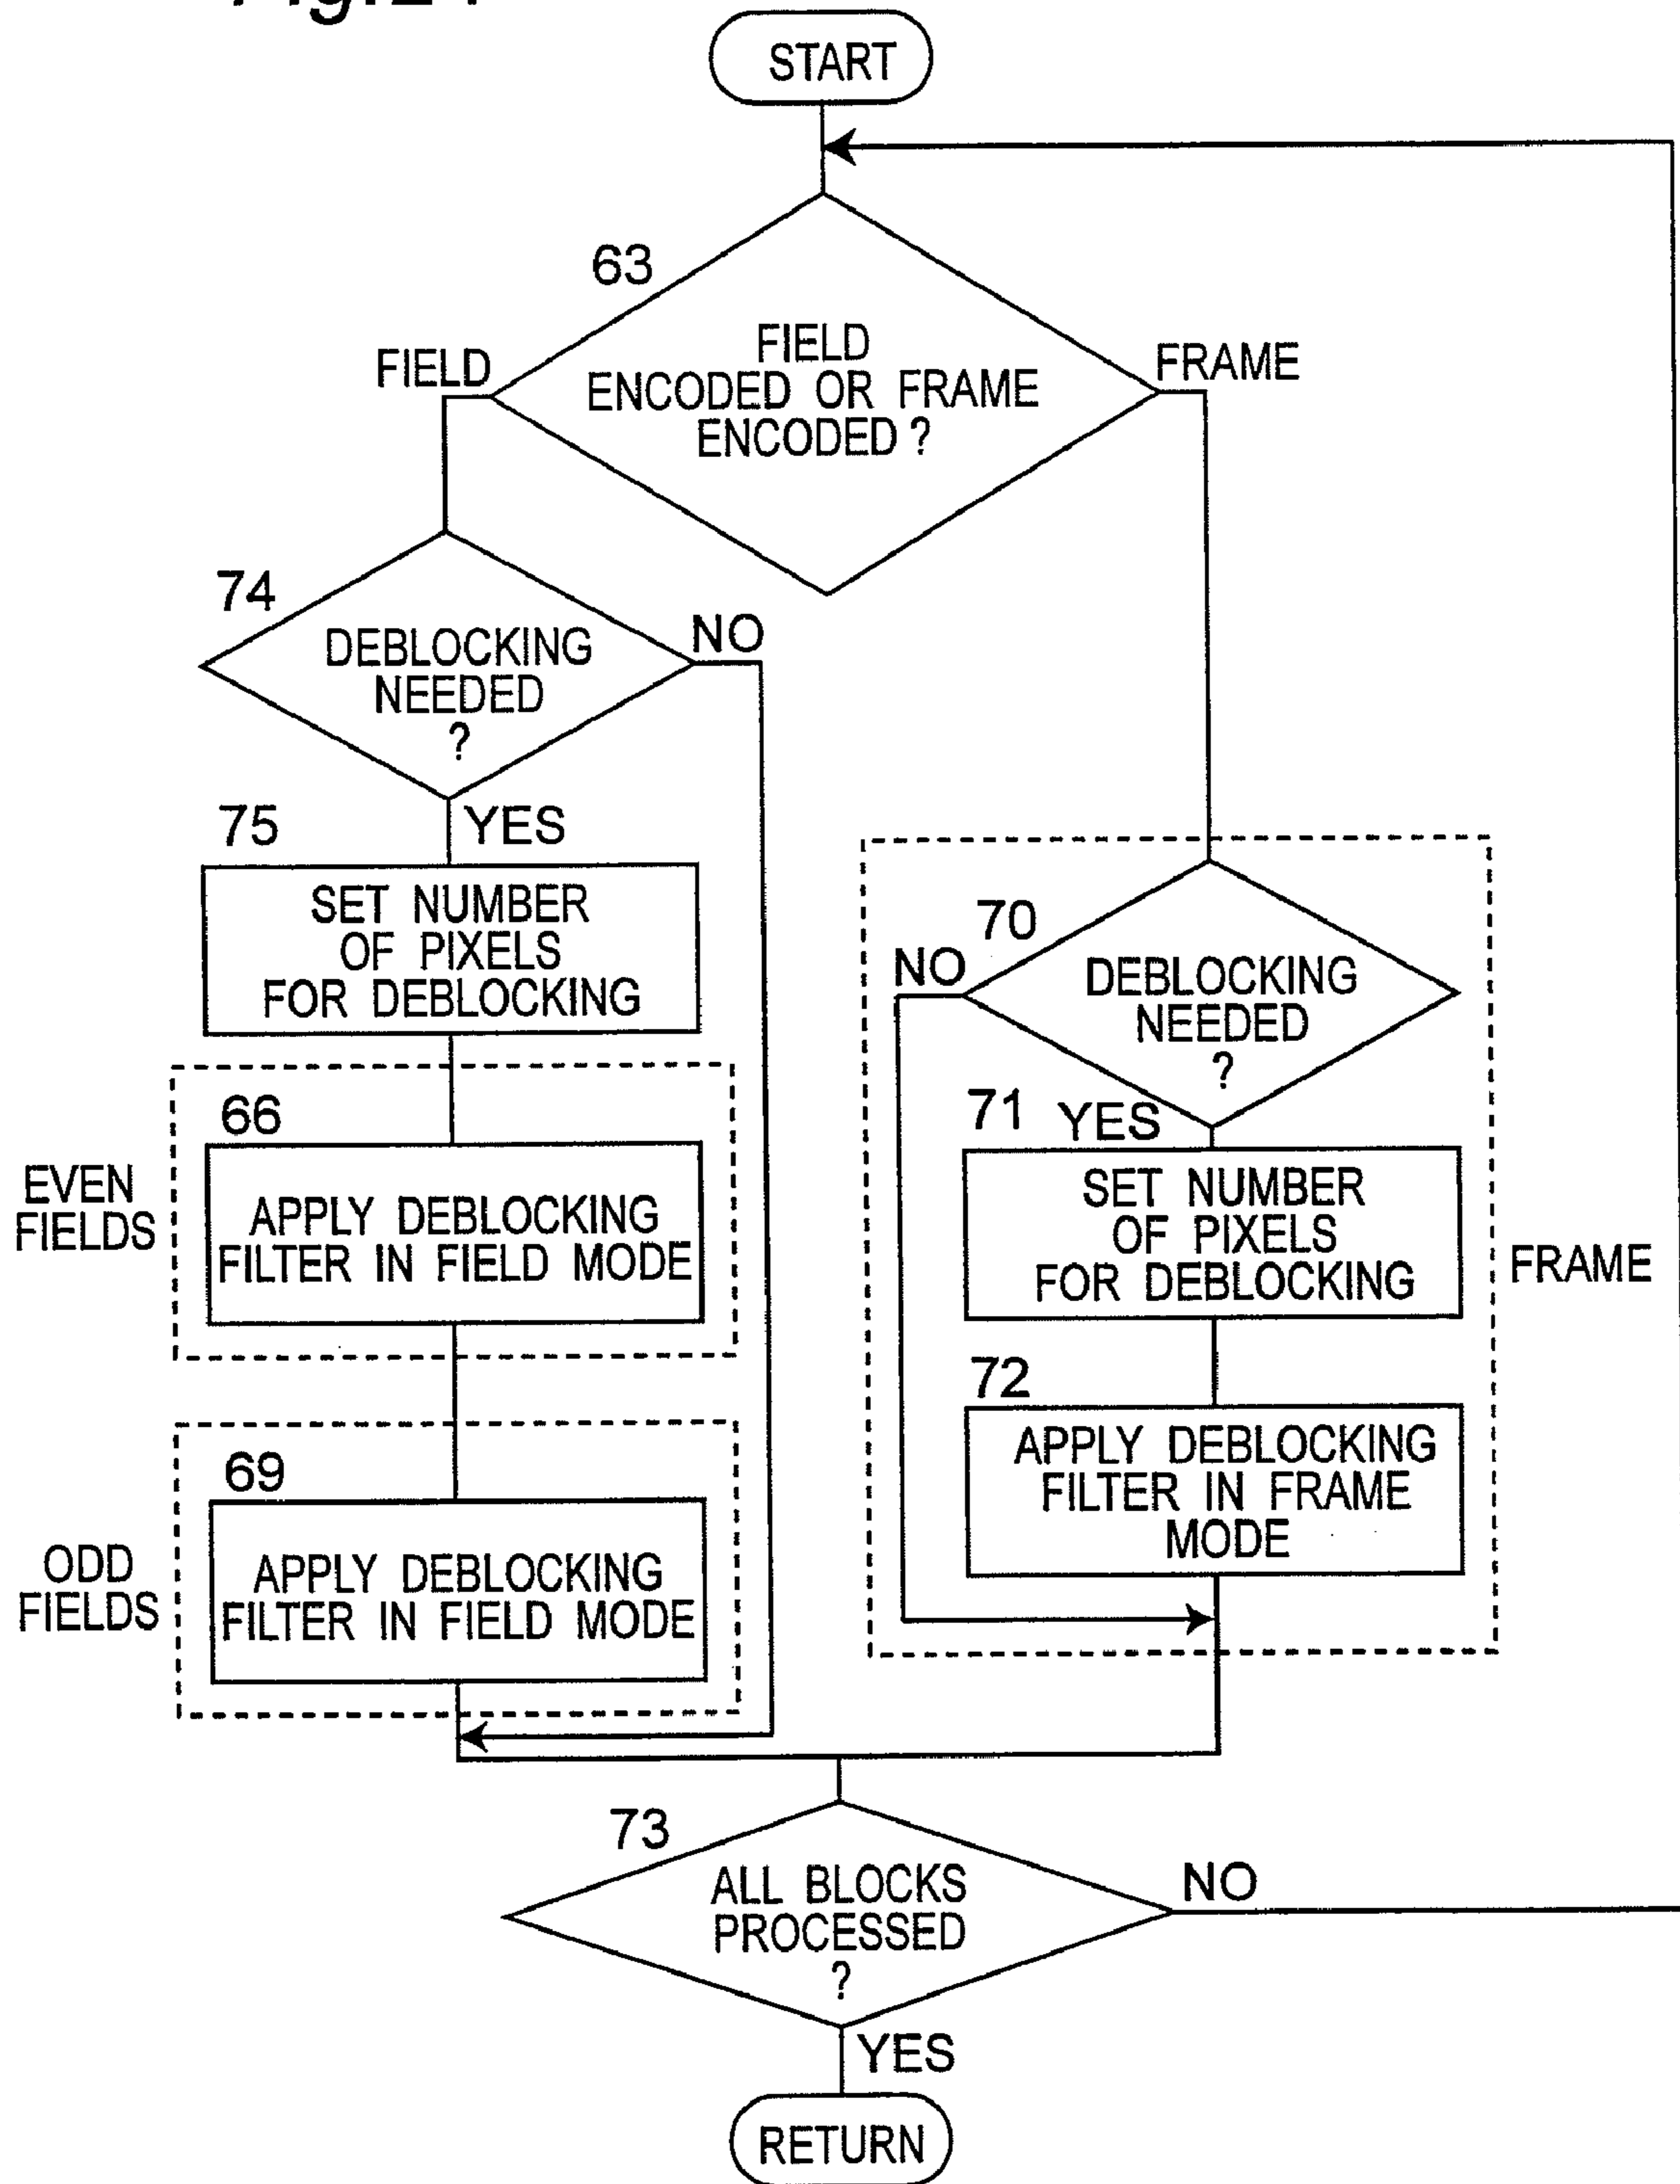 START
63
FIELD
ENCODED OR FRAME
ENCODED ?
FIELD
FRAME
74
DEBLOCKING
NEEDED
?
NO
YES
75
SET NUMBER
OF PIXELS
FOR DEBLOCKING
EVEN
FIELDS
66
APPLY DEBLOCKING
FILTER IN FIELD MODE
ODD
FIELDS
69
APPLY DEBLOCKING
FILTER IN FIELD MODE
70
NO
DEBLOCKING
NEEDED
?
71
YES
SET NUMBER
OF PIXELS
FOR DEBLOCKING
FRAME
72
APPLY DEBLOCKING
FILTER IN FRAME
MODE
73
ALL BLOCKS
PROCESSED
?
NO
YES
RETURN